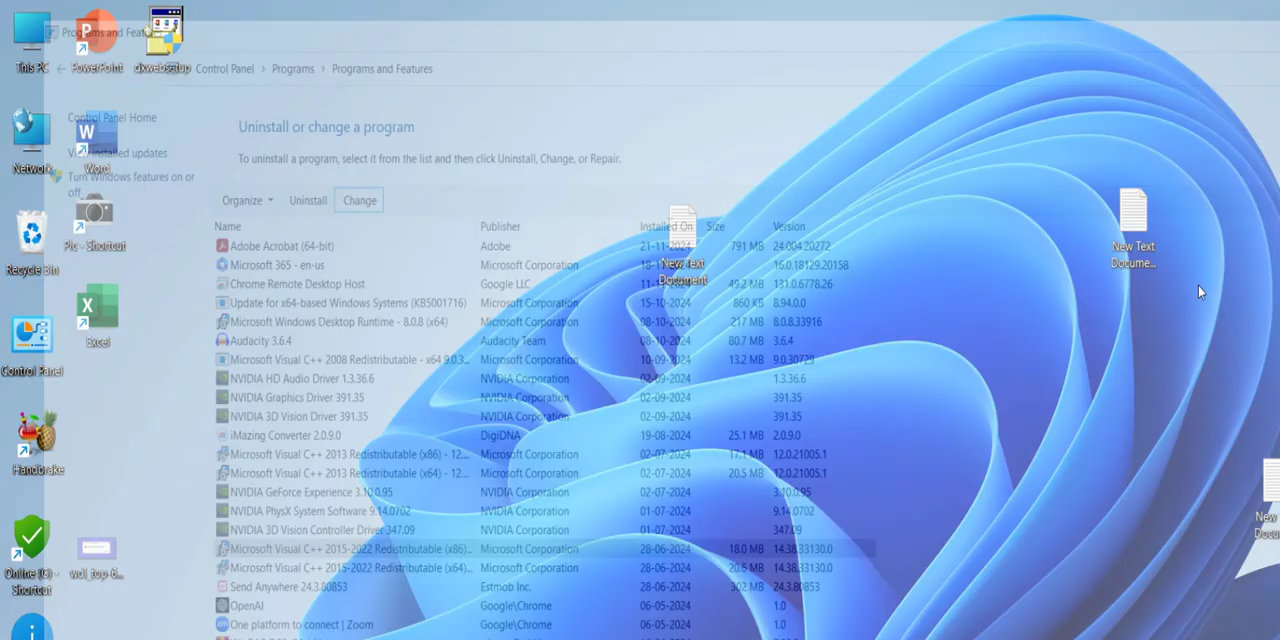 Programs and Features
This PC
PowerPoint
dxwebsetup
Control Panel > Programs > Programs and Features
Control Panel Home
View installed updates
Turn Windows features on or
off
Network
Word
Pic - Shortcut
Recycle Bin
Excel
Control Panel
Handbrake
Online (C) -
Shortcut
wdi_top 6...
Uninstall or change a program
To uninstall a program, select it from the list and then click Uninstall, Change, or Repair.
Organize Uninstall Change
Name Publisher Installed On Size Version
Adobe Acrobat (64-bit) Adobe 21-11-2024 791 MB 24.004.20272
Microsoft 365 - en-us Microsoft Corporation 16.0.18129.20158
Chrome Remote Desktop Host Google LLC 49.2 MB 131.0.6778.26
Update for x64-based Windows Systems (KB5001716) Microsoft Corporation 15-10-2024 860 KB 8.94.0.0
Microsoft Windows Desktop Runtime - 8.0.8 (x64) Microsoft Corporation 08-10-2024 217 MB 8.0.8.33916
Audacity 3.6.4 Audacity Team 08-10-2024 80.7 MB 3.6.4
Microsoft Visual C++ 2008 Redistributable - x64 9.0.3... Microsoft Corporation 10-09-2024 13.2 MB 9.0.30729
NVIDIA HD Audio Driver 1.3.36.6 NVIDIA Corporation 02-09-2024 1.3.36.6
NVIDIA Graphics Driver 391.35 NVIDIA Corporation 02-09-2024 391.35
NVIDIA 3D Vision Driver 391.35 NVIDIA Corporation 02-09-2024 391.35
iMazing Converter 2.0.9.0 DigiDNA 19-08-2024 25.1 MB 2.0.9.0
Microsoft Visual C++ 2013 Redistributable (x86) - 12.... Microsoft Corporation 02-07-2024 17.1 MB 12.0.21005.1
Microsoft Visual C++ 2013 Redistributable (x64) - 12.... Microsoft Corporation 02-07-2024 20.5 MB 12.0.21005.1
NVIDIA GeForce Experience 3.10.0.95 NVIDIA Corporation 02-07-2024 3.10.0.95
NVIDIA PhysX System Software 9.14.0702 NVIDIA Corporation 01-07-2024 9.14.0702
NVIDIA 3D Vision Controller Driver 347.09 NVIDIA Corporation 01-07-2024 347.09
Microsoft Visual C++ 2015-2022 Redistributable (x86)... Microsoft Corporation 28-06-2024 18.0 MB 14.38.33130.0
Microsoft Visual C++ 2015-2022 Redistributable (x64)... Microsoft Corporation 28-06-2024 20.6 MB 14.38.33130.0
Send Anywhere 24.3.80853 Estmob Inc. 28-06-2024 302 MB 24.3.80853
OpenAI Google\Chrome 06-05-2024 1.0
One platform to connect | Zoom Google\Chrome 06-05-2024 1.0
New Text
Document
New Text
Docume...
New
Docu